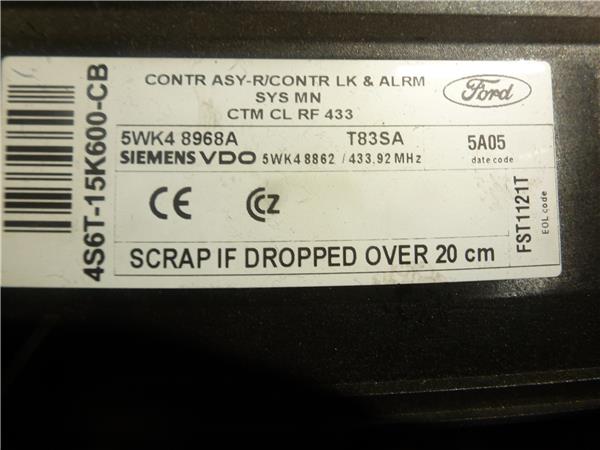 4S6T-15K600-CB
CONTR ASY-R/CONTR LK & ALRM
SYS MN
CTM CL RF 433
Ford
5WK4 8968A T83SA 5A05
SIEMENS VDO 5WK4 8862 / 433,92 MHz date code
CE CZ
SCRAP IF DROPPED OVER 20 cm
FST1121T
EOL code